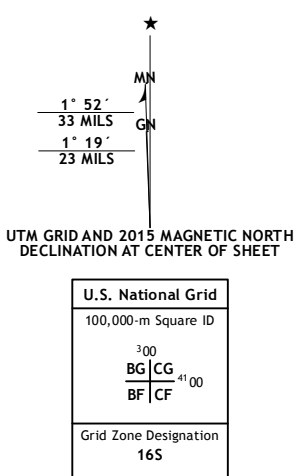 ★
MN
1° 52´
33 MILS
GN
1° 19´
23 MILS
UTM GRID AND 2015 MAGNETIC NORTH
DECLINATION AT CENTER OF SHEET
U.S. National Grid
100,000-m Square ID
³00
BG CG
⁴¹00
BF CF
Grid Zone Designation
16S